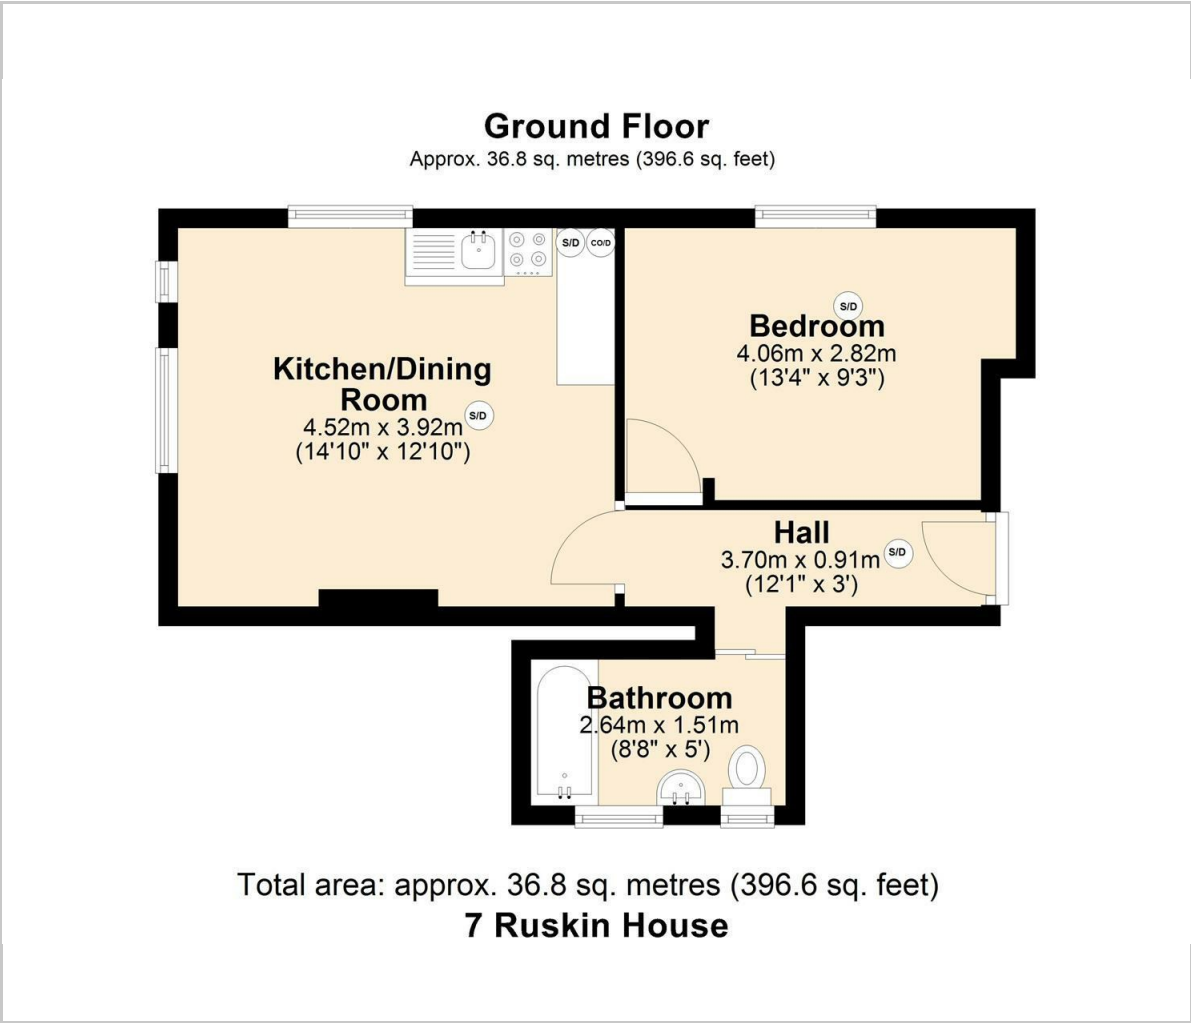 Ground Floor
Approx. 36.8 sq. metres (396.6 sq. feet)
S/D
CO/D
S/D
Bedroom
4.06m x 2.82m
(13'4" x 9'3")
Kitchen/Dining
Room
4.52m x 3.92m
(14'10" x 12'10")
S/D
Hall
3.70m x 0.91m
(12'1" x 3')
S/D
Bathroom
2.64m x 1.51m
(8'8" x 5')
Total area: approx. 36.8 sq. metres (396.6 sq. feet)
7 Ruskin House